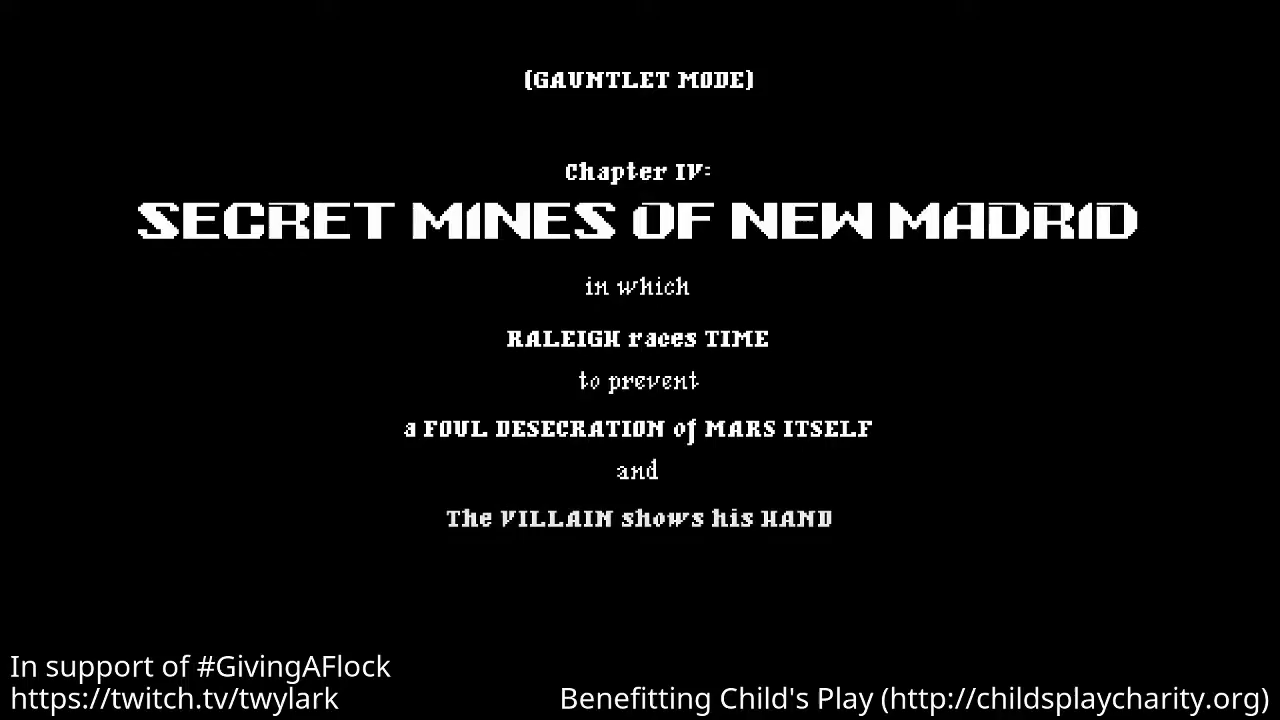 (GAUNTLET MODE)
Chapter IV:
SECRET MINES OF NEW MADRID
in which
RALEIGH races TIME
to prevent
a FOUL DESECRATION of MARS ITSELF
and
The VILLAIN shows his HAND
In support of #GivingAFlock
https://twitch.tv/twylark
Benefitting Child's Play (http://childsplaycharity.org)